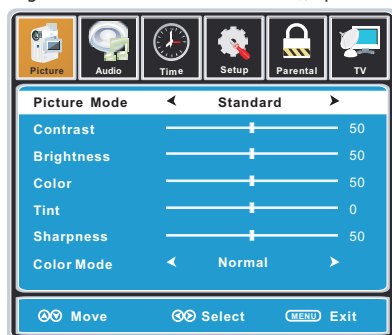 Picture Audio Time Setup Parental TV
Picture Mode Standard
Contrast 50
Brightness 50
Color 50
Tint 0
Sharpness 50
Color Mode Normal
Move Select MENU Exit